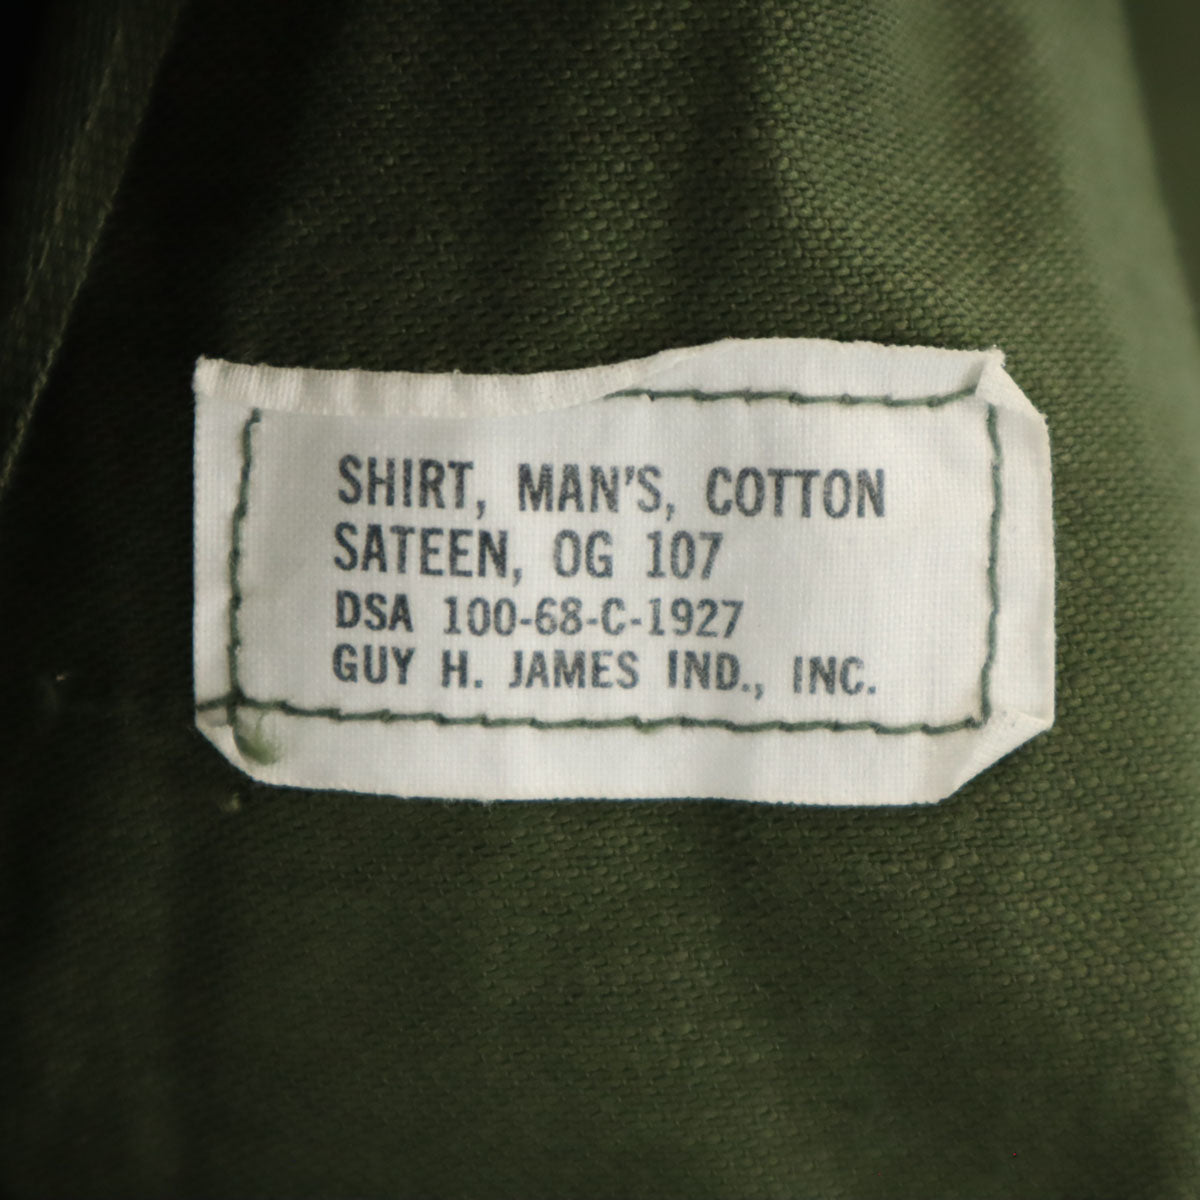 SHIRT, MAN'S, COTTON
SATEEN, OG 107
DSA 100-68-C-1927
GUY H. JAMES IND., INC.